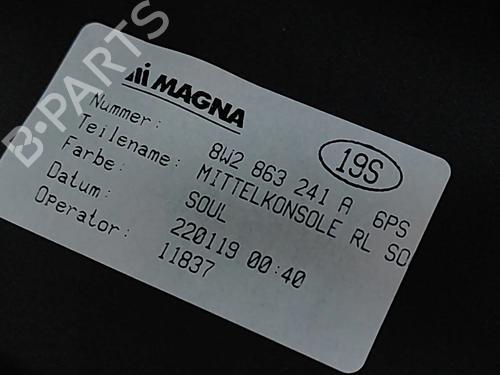 MAGNA
Nummer: 8W2 863 241 A 6PS
Teilename: MITTELKONSOLE RL SO
Farbe: SOUL
Datum: 220119 00:40
Operator: 11837
19S
B-PARTS